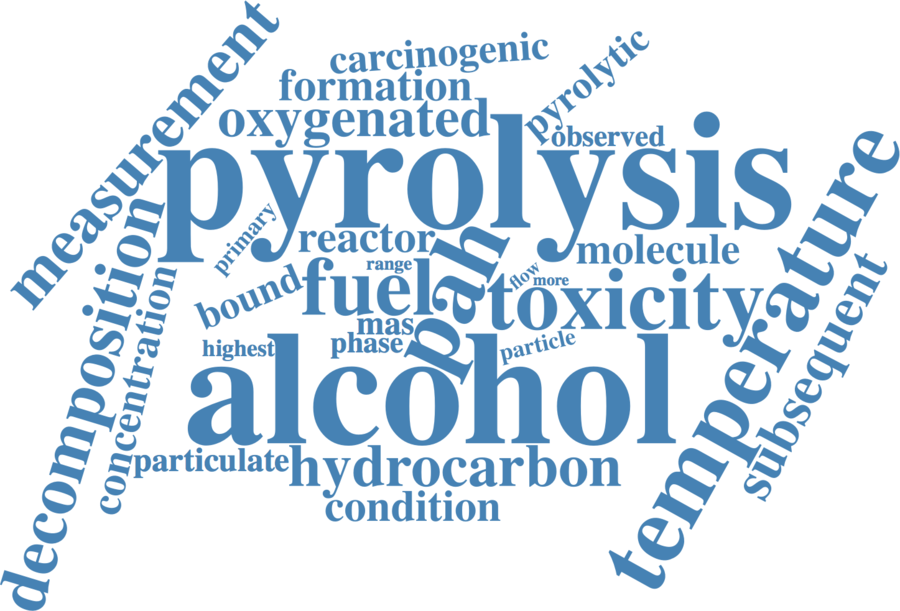 measurement
carcinogenic
pyrolytic
formation
oxygenated
observed
pyrolysis
temperature
decomposition
primary
reactor
pah
molecule
range
flow
more
subsequent
concentration
bound
fuel
toxicity
mas
phase
particle
highest
alcohol
particulate
hydrocarbon
condition